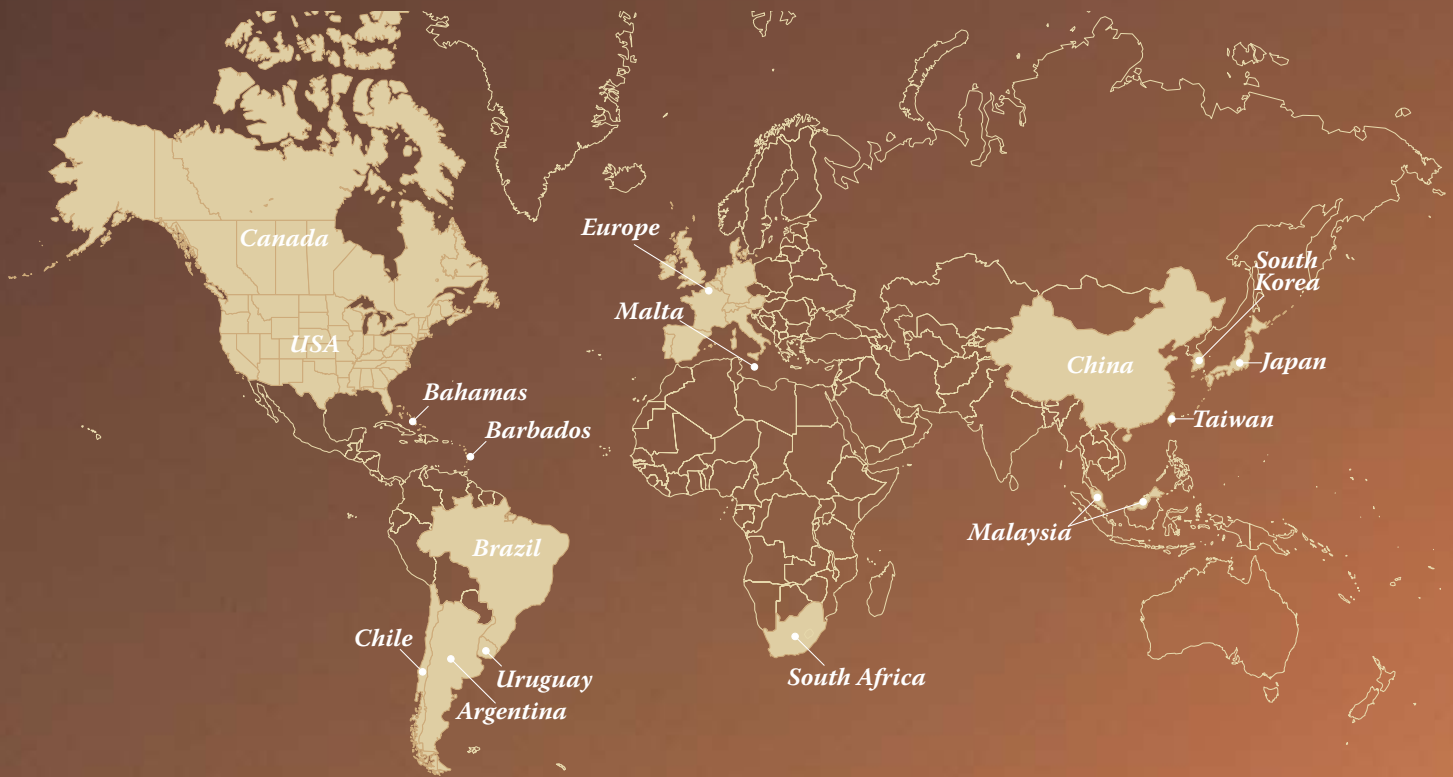 Canada
USA
Bahamas
Barbados
Brazil
Chile
Uruguay
Argentina
Europe
Malta
South Africa
South
Korea
China
Japan
Taiwan
Malaysia